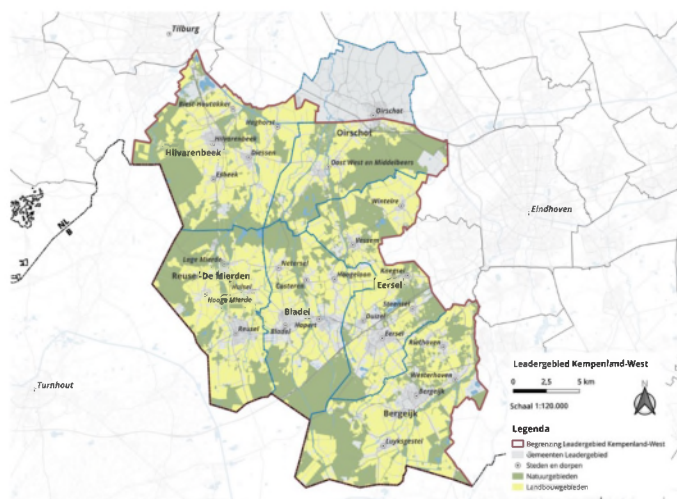 Tilburg
Biest-Houtakker
Oirschot
Haghorst
Oirschot
Hilvarenbeek
Hilvarenbeek
Diessen
Oost West en Middelbeers
Esbeek
Wintelre
Eindhoven
NL
B
Vessem
Lage Mierde
Netersel
Reusel-De Mierden
Hulsel
Hoogeloon
Knegsel
Casteren
Eersel
Hooge Mierde
Steensel
Bladel
Hapert
Duizel
Reusel
Bladel
Eersel
Riethoven
Westerhoven
Turnhout
Bergeijk
Bergeijk
Luyksgestel
Leadergebied Kempenland-West
0 2,5 5 km
N
Schaal 1:120.000
Legenda
Begrenzing Leadergebied Kempenland-West
Gemeenten Leadergebied
Steden en dorpen
Natuurgebieden
Landbouwgebieden